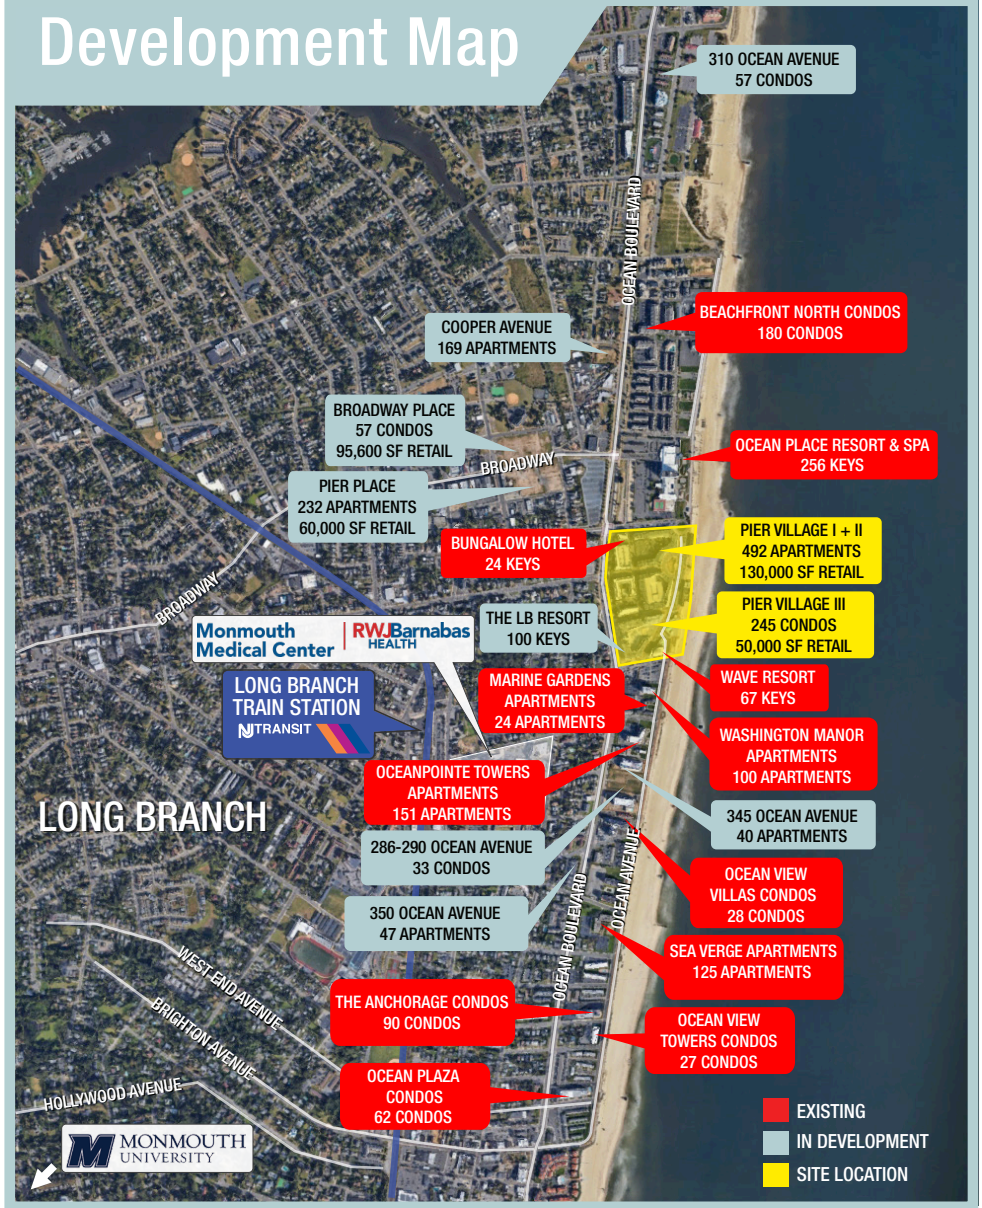 Development Map
310 OCEAN AVENUE
57 CONDOS
OCEAN BOULEVARD
BEACHFRONT NORTH CONDOS
180 CONDOS
COOPER AVENUE
169 APARTMENTS
BROADWAY PLACE
57 CONDOS
95,600 SF RETAIL
BROADWAY
OCEAN PLACE RESORT & SPA
256 KEYS
PIER PLACE
232 APARTMENTS
60,000 SF RETAIL
BUNGALOW HOTEL
24 KEYS
PIER VILLAGE I + II
492 APARTMENTS
130,000 SF RETAIL
BROADWAY
THE LB RESORT
100 KEYS
PIER VILLAGE III
245 CONDOS
50,000 SF RETAIL
Monmouth
Medical Center
RWJBarnabas
HEALTH
WAVE RESORT
67 KEYS
MARINE GARDENS
APARTMENTS
24 APARTMENTS
LONG BRANCH
TRAIN STATION
NJ TRANSIT
WASHINGTON MANOR
APARTMENTS
100 APARTMENTS
OCEANPOINTE TOWERS
APARTMENTS
151 APARTMENTS
LONG BRANCH
345 OCEAN AVENUE
40 APARTMENTS
286-290 OCEAN AVENUE
33 CONDOS
OCEAN AVENUE
OCEAN VIEW
VILLAS CONDOS
28 CONDOS
350 OCEAN AVENUE
47 APARTMENTS
OCEAN BOULEVARD
SEA VERGE APARTMENTS
125 APARTMENTS
WEST END AVENUE
THE ANCHORAGE CONDOS
90 CONDOS
BRIGHTON AVENUE
OCEAN VIEW
TOWERS CONDOS
27 CONDOS
OCEAN PLAZA
CONDOS
62 CONDOS
HOLLYWOOD AVENUE
M MONMOUTH
UNIVERSITY
EXISTING
IN DEVELOPMENT
SITE LOCATION